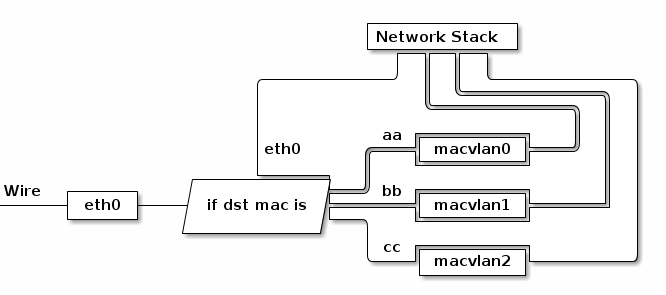 Network Stack
eth0
aa
macvlan0
Wire
eth0
if dst mac is
bb
macvlan1
cc
macvlan2